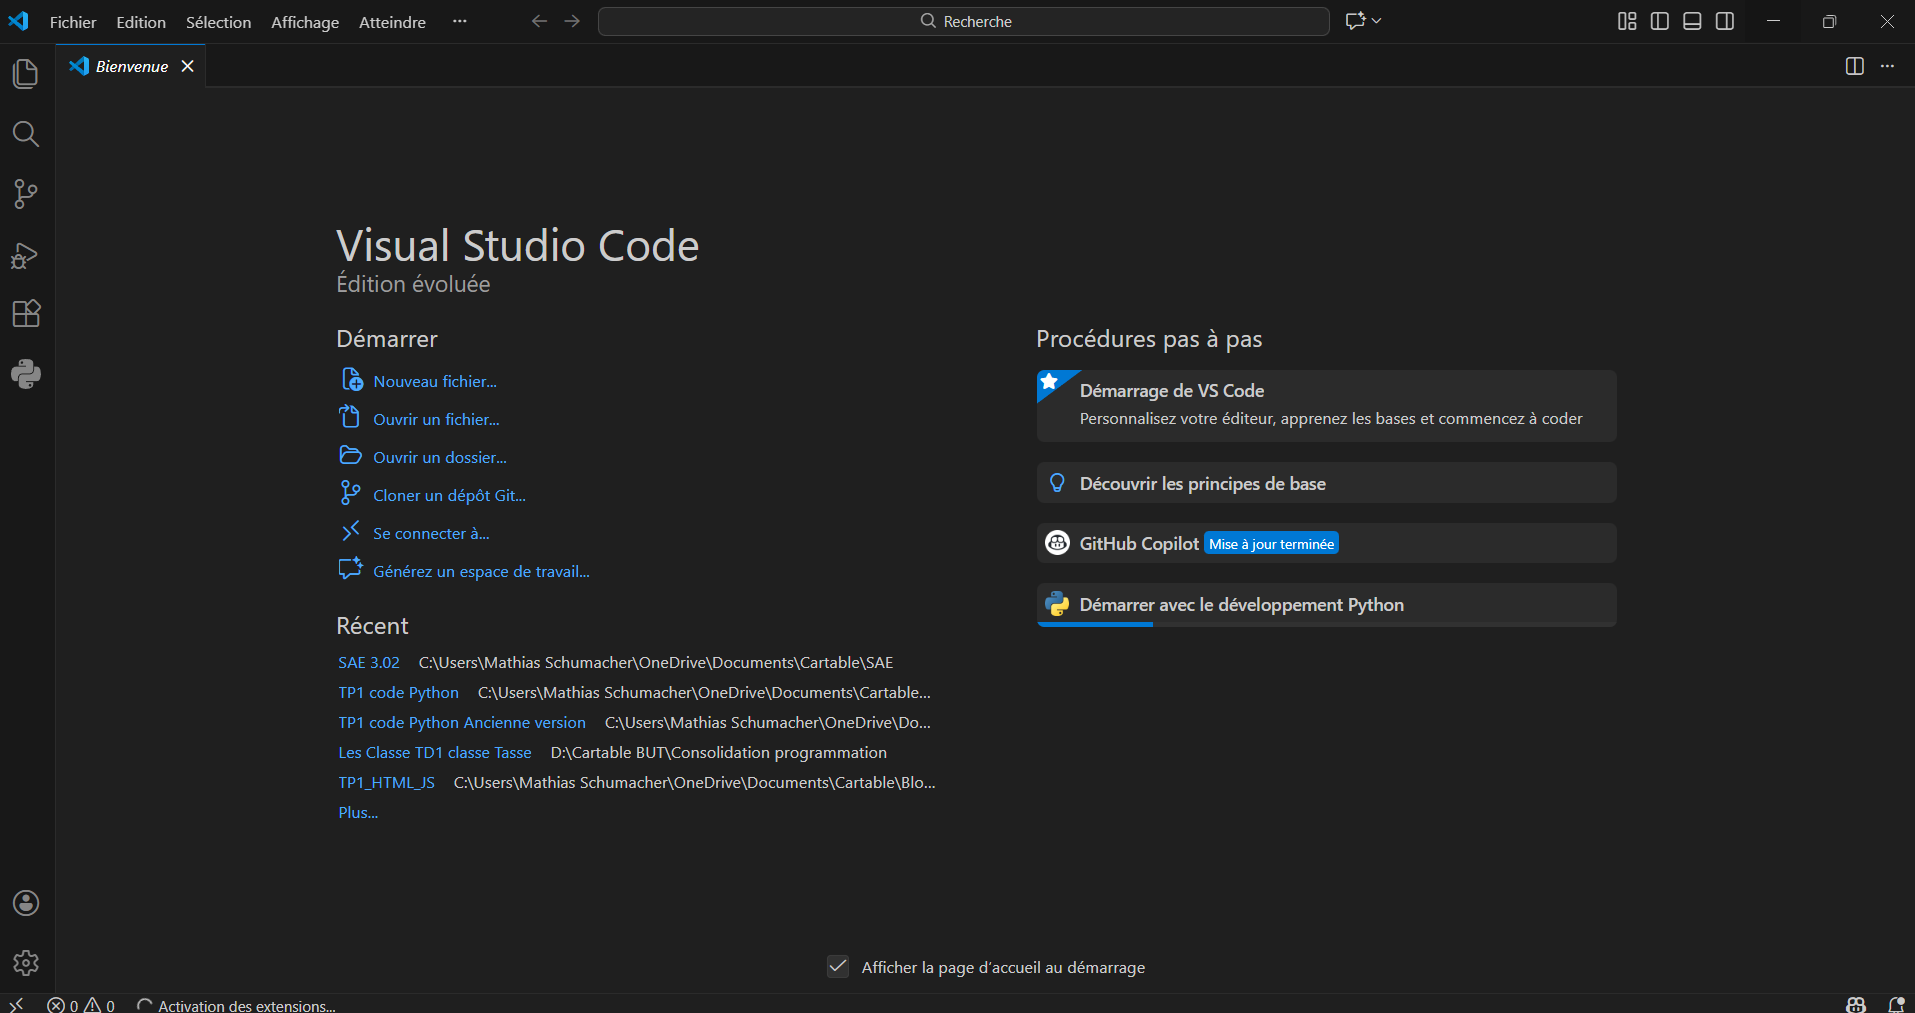 Fichier Edition Sélection Affichage Atteindre ... Recherche
Bienvenue
Visual Studio Code
Édition évoluée
Démarrer
Nouveau fichier...
Ouvrir un fichier...
Ouvrir un dossier...
Cloner un dépôt Git...
Se connecter à...
Générez un espace de travail...
Récent
SAE 3.02 C:\Users\Mathias Schumacher\OneDrive\Documents\Cartable\SAE
TP1 code Python C:\Users\Mathias Schumacher\OneDrive\Documents\Cartable...
TP1 code Python Ancienne version C:\Users\Mathias Schumacher\OneDrive\Do...
Les Classe TD1 classe Tasse D:\Cartable BUT\Consolidation programmation
TP1_HTML_JS C:\Users\Mathias Schumacher\OneDrive\Documents\Cartable\Blo...
Plus...
Procédures pas à pas
Démarrage de VS Code
Personnalisez votre éditeur, apprenez les bases et commencez à coder
Découvrir les principes de base
GitHub Copilot Mise à jour terminée
Démarrer avec le développement Python
Afficher la page d'accueil au démarrage
0 0 Activation des extensions...